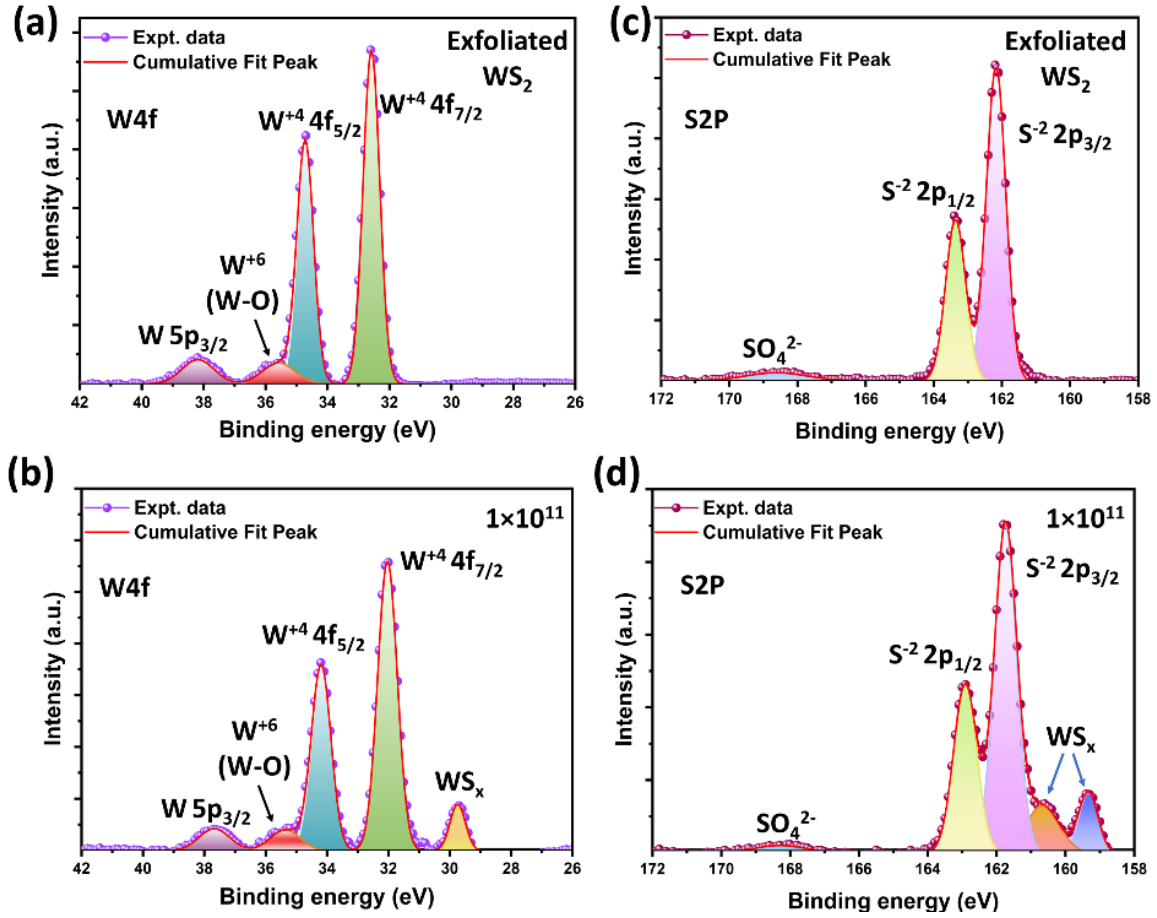 (a)
Expt. data
Cumulative Fit Peak
Exfoliated
WS₂
W4f
W⁺⁴ 4f₅/₂
W⁺⁴ 4f₇/₂
W⁺⁶
(W-O)
W 5p₃/₂
Intensity (a.u.)
42 40 38 36 34 32 30 28 26
Binding energy (eV)
(c)
Expt. data
Cumulative Fit Peak
Exfoliated
WS₂
S2P
S⁻² 2p₃/₂
S⁻² 2p₁/₂
SO₄²⁻
Intensity (a.u.)
172 170 168 166 164 162 160 158
Binding energy (eV)
(b)
Expt. data
Cumulative Fit Peak
1×10¹¹
W4f
W⁺⁴ 4f₇/₂
W⁺⁴ 4f₅/₂
W⁺⁶
(W-O)
W 5p₃/₂
WSₓ
Intensity (a.u.)
42 40 38 36 34 32 30 28 26
Binding energy (eV)
(d)
Expt. data
Cumulative Fit Peak
1×10¹¹
S2P
S⁻² 2p₃/₂
S⁻² 2p₁/₂
WSₓ
SO₄²⁻
Intensity (a.u.)
172 170 168 166 164 162 160 158
Binding energy (eV)